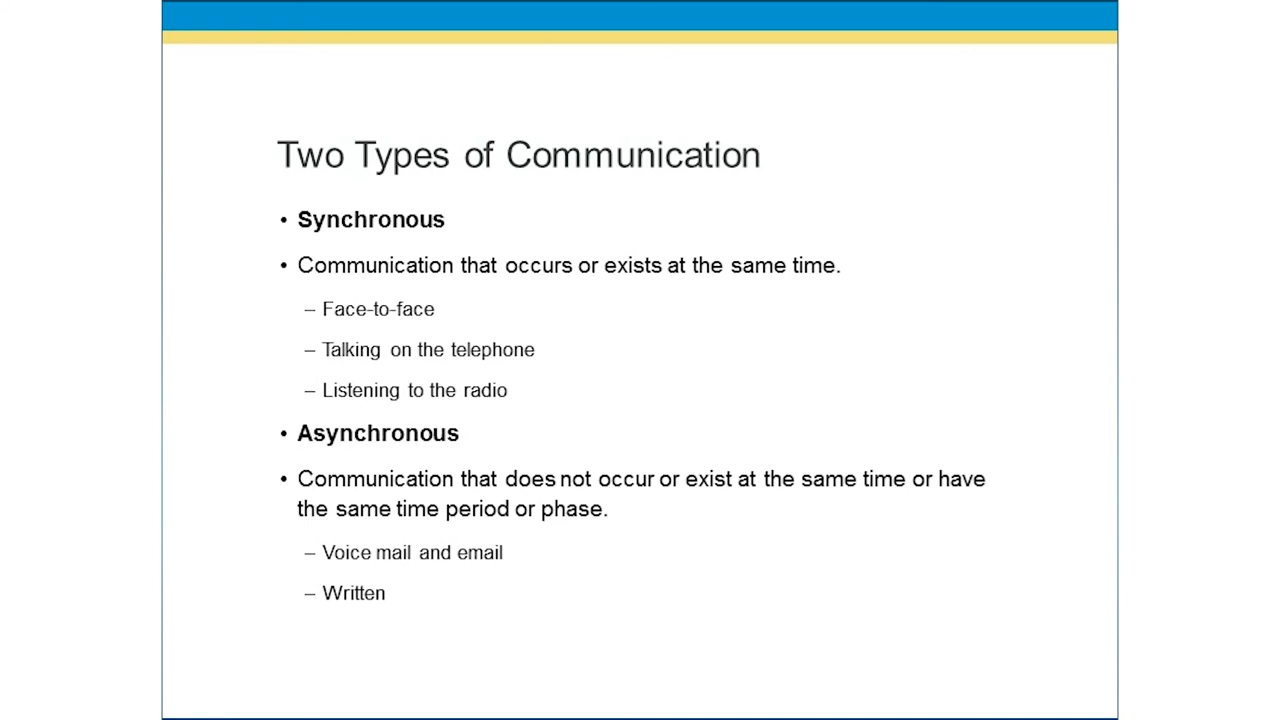 Two Types of Communication
• Synchronous
• Communication that occurs or exists at the same time.
– Face-to-face
– Talking on the telephone
– Listening to the radio
• Asynchronous
• Communication that does not occur or exist at the same time or have
the same time period or phase.
– Voice mail and email
– Written